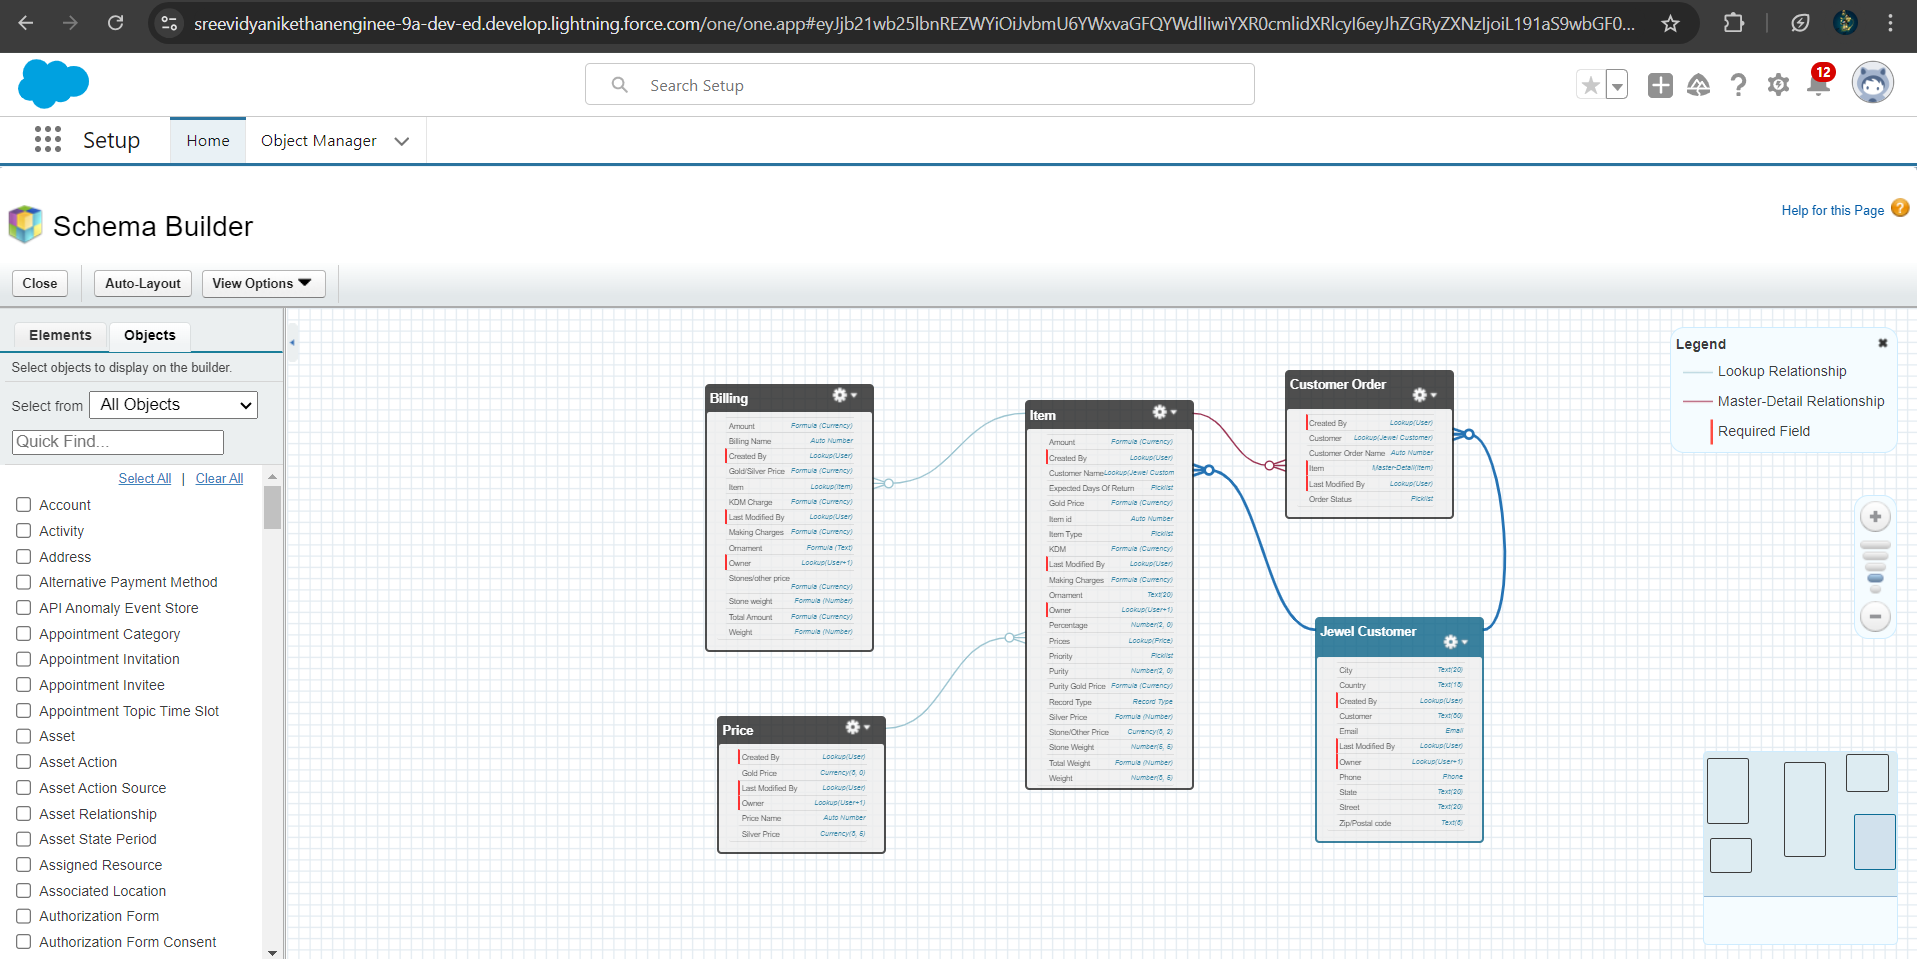 sreevidyanikethanenginee-9a-dev-ed.develop.lightning.force.com/one/one.app#eyJjb21wb25lbnREZWYiOiJvbmU6YWxvaGFQYWdlIiwiYXR0cmlidXRlcyI6eyJhZGRyZXNzIjoiL191aS9wbGF0...
Search Setup
12
Setup
Home
Object Manager
Schema Builder
Help for this Page
Close
Auto-Layout
View Options
Elements
Objects
Select objects to display on the builder.
Select from All Objects
Quick Find...
Select All | Clear All
Account
Activity
Address
Alternative Payment Method
API Anomaly Event Store
Appointment Category
Appointment Invitation
Appointment Invitee
Appointment Topic Time Slot
Asset
Asset Action
Asset Action Source
Asset Relationship
Asset State Period
Assigned Resource
Associated Location
Authorization Form
Authorization Form Consent
Billing
Amount Formula (Currency)
Billing Name Auto Number
Created By Lookup(User)
Gold/Silver Price Formula (Currency)
Item Lookup(Item)
KDM Charge Formula (Currency)
Last Modified By Lookup(User)
Making Charges Formula (Currency)
Ornament Formula (Text)
Owner Lookup(User+1)
Stones/other price
Formula (Currency)
Stone weight Formula (Number)
Total Amount Formula (Currency)
Weight Formula (Number)
Price
Created By Lookup(User)
Gold Price Currency(8, 0)
Last Modified By Lookup(User)
Owner Lookup(User+1)
Price Name Auto Number
Silver Price Currency(5, 5)
Item
Amount Formula (Currency)
Created By Lookup(User)
Customer Name Lookup(Jewel Custom
Expected Days Of Return Picklist
Gold Price Formula (Currency)
Item id Auto Number
Item Type Picklist
KDM Formula (Currency)
Last Modified By Lookup(User)
Making Charges Formula (Currency)
Ornament Text(20)
Owner Lookup(User+1)
Percentage Number(2, 0)
Prices Lookup(Price)
Priority Picklist
Purity Number(2, 0)
Purity Gold Price Formula (Currency)
Record Type Record Type
Silver Price Formula (Number)
Stone/Other Price Currency(5, 2)
Stone Weight Number(5, 5)
Total Weight Formula (Number)
Weight Number(5, 5)
Customer Order
Created By Lookup(User)
Customer Lookup(Jewel Customer)
Customer Order Name Auto Number
Item Master-Detail(Item)
Last Modified By Lookup(User)
Order Status Picklist
Jewel Customer
City Text(20)
Country Text(15)
Created By Lookup(User)
Customer Text(50)
Email Email
Last Modified By Lookup(User)
Owner Lookup(User+1)
Phone Phone
State Text(20)
Street Text(20)
Zip/Postal code Text(6)
Legend
Lookup Relationship
Master-Detail Relationship
Required Field